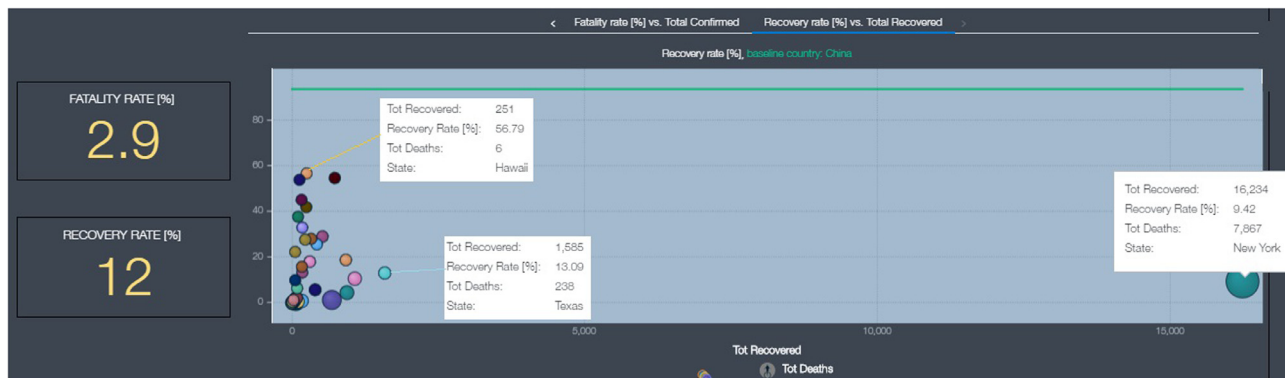 ‹ Fatality rate [%] vs. Total Confirmed Recovery rate [%] vs. Total Recovered ›
Recovery rate [%], baseline country: China
FATALITY RATE [%]
2.9
RECOVERY RATE [%]
12
80
60
40
20
0
Tot Recovered: 251
Recovery Rate [%]: 56.79
Tot Deaths: 6
State: Hawaii
Tot Recovered: 1,585
Recovery Rate [%]: 13.09
Tot Deaths: 238
State: Texas
Tot Recovered: 16,234
Recovery Rate [%]: 9.42
Tot Deaths: 7,867
State: New York
0 5,000 10,000 15,000
Tot Recovered
Tot Deaths